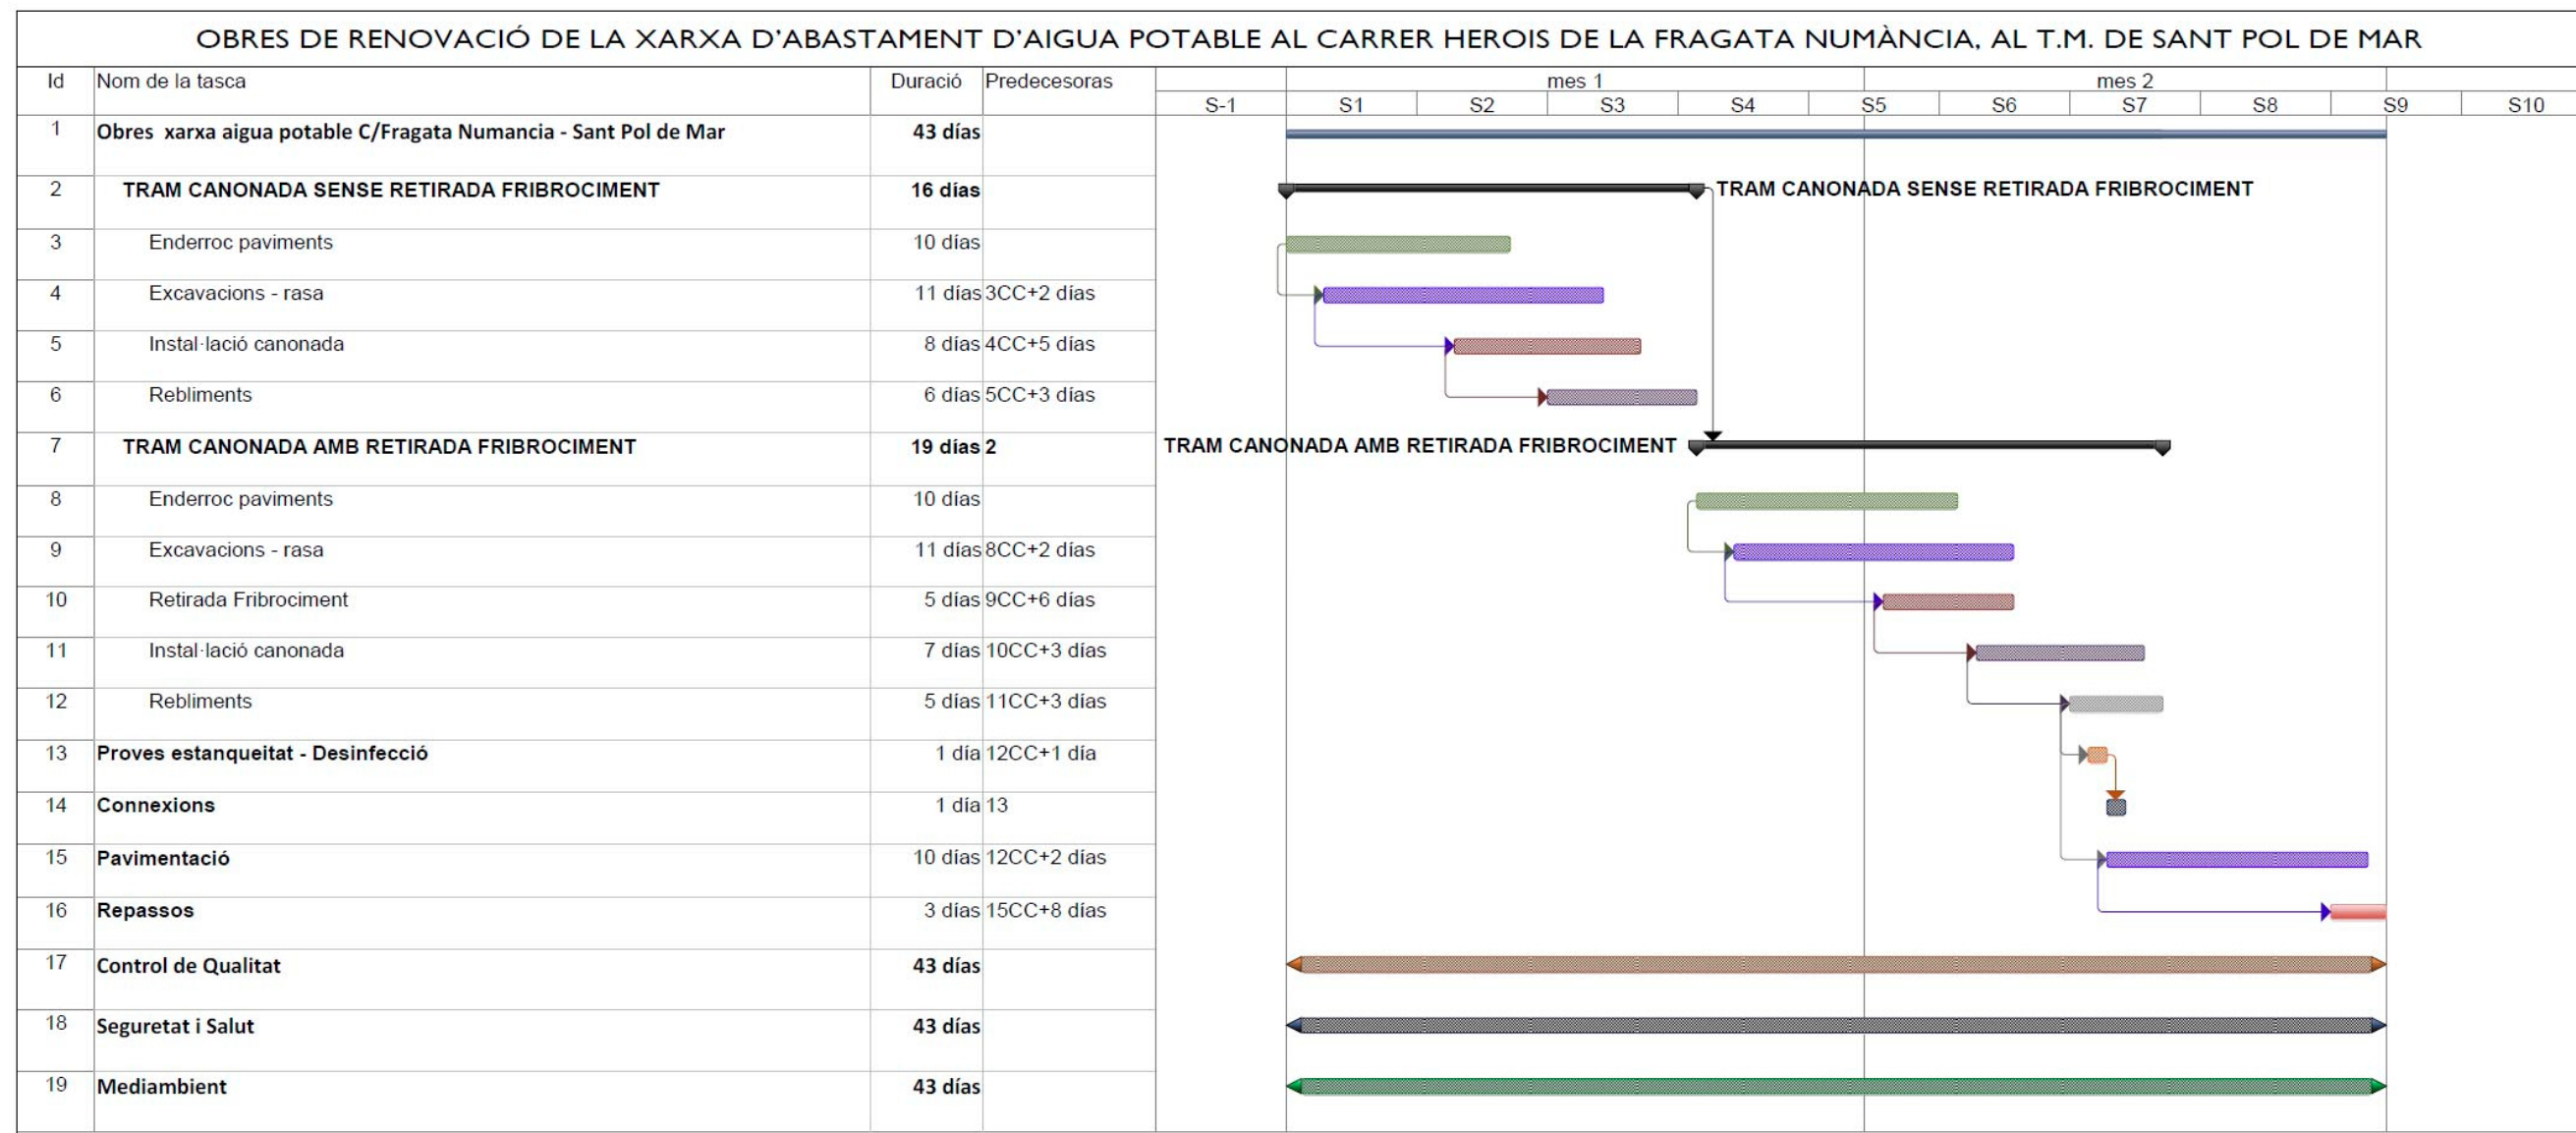 OBRES DE RENOVACIÓ DE LA XARXA D'ABASTAMENT D'AIGUA POTABLE AL CARRER HEROIS DE LA FRAGATA NUMÀNCIA, AL T.M. DE SANT POL DE MAR
Id Nom de la tasca Duració Predecesoras mes 1 mes 2
S-1 S1 S2 S3 S4 S5 S6 S7 S8 S9 S10
1 Obres xarxa aigua potable C/Fragata Numancia - Sant Pol de Mar 43 días
2 TRAM CANONADA SENSE RETIRADA FRIBROCIMENT 16 días TRAM CANONADA SENSE RETIRADA FRIBROCIMENT
3 Enderroc paviments 10 días
4 Excavacions - rasa 11 días 3CC+2 días
5 Instal·lació canonada 8 días 4CC+5 días
6 Rebliments 6 días 5CC+3 días
7 TRAM CANONADA AMB RETIRADA FRIBROCIMENT 19 días 2 TRAM CANONADA AMB RETIRADA FRIBROCIMENT
8 Enderroc paviments 10 días
9 Excavacions - rasa 11 días 8CC+2 días
10 Retirada Fribrociment 5 días 9CC+6 días
11 Instal·lació canonada 7 días 10CC+3 días
12 Rebliments 5 días 11CC+3 días
13 Proves estanqueitat - Desinfecció 1 día 12CC+1 día
14 Connexions 1 día 13
15 Pavimentació 10 días 12CC+2 días
16 Repassos 3 días 15CC+8 días
17 Control de Qualitat 43 días
18 Seguretat i Salut 43 días
19 Mediambient 43 días